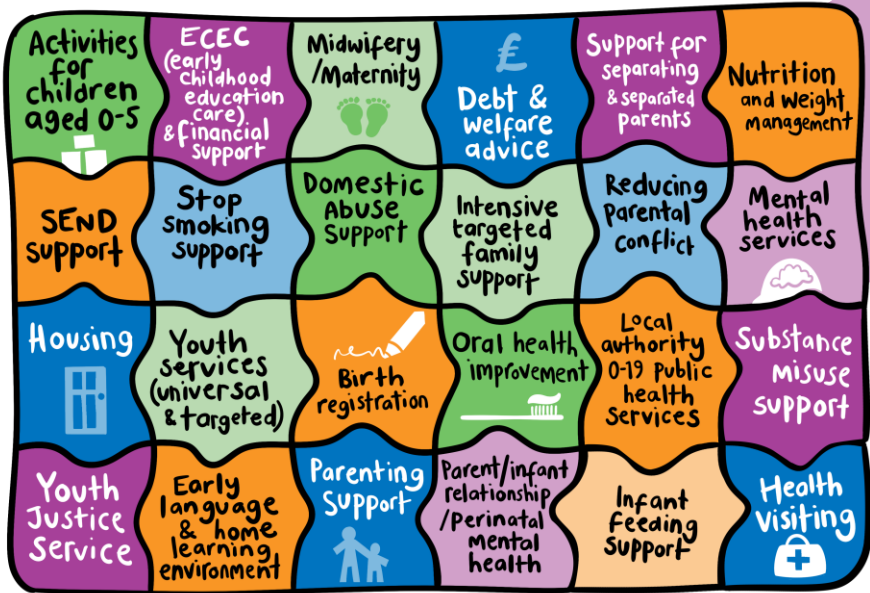 Activities
for
children
aged 0-5
ECEC
(early
childhood
education
care)
& financial
support
Midwifery
/Maternity
£
Debt &
welfare
advice
Support for
separating
& separated
parents
Nutrition
and weight
management
SEND
support
Stop
smoking
support
Domestic
Abuse
Support
Intensive
targeted
family
support
Reducing
Parental
conflict
Mental
health
services
Housing
Youth
services
(universal
& targeted)
Birth
registration
Oral health
improvement
Local
authority
0-19 Public
health
services
Substance
misuse
support
Youth
Justice
Service
Early
language
& home
learning
environment
Parenting
Support
Parent/infant
relationship
/Perinatal
mental
health
Infant
feeding
support
Health
visiting